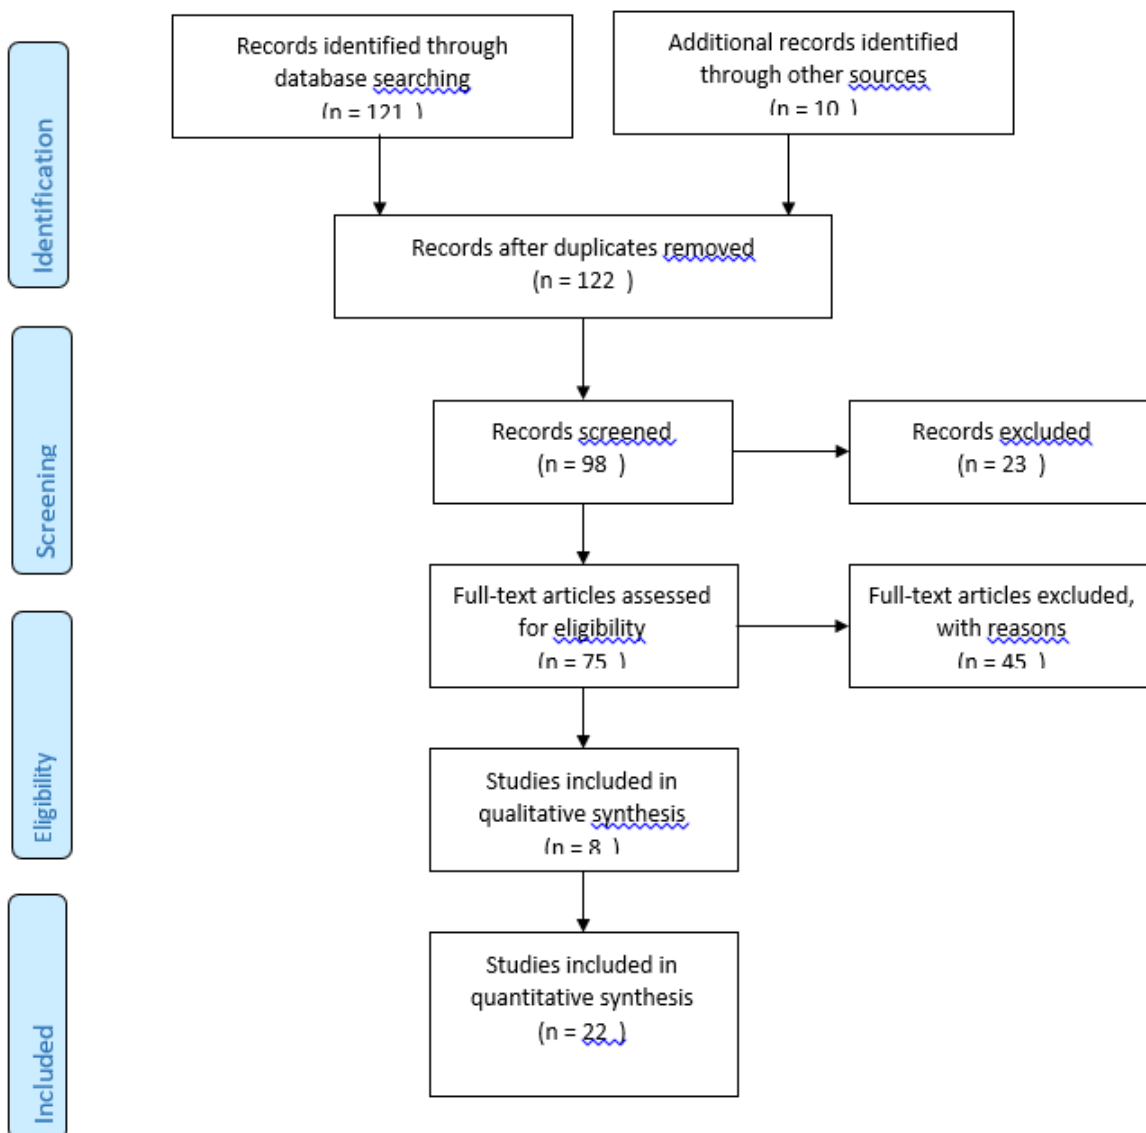 Records identified through
database searching
(n = 121  )
Additional records identified
through other sources
(n = 10  )
Identification
Records after duplicates removed
(n = 122  )
Screening
Records screened
(n = 98  )
Records excluded
(n = 23  )
Full-text articles assessed
for eligibility
(n = 75  )
Full-text articles excluded,
with reasons
(n = 45  )
Eligibility
Studies included in
qualitative synthesis
(n = 8  )
Included
Studies included in
quantitative synthesis
(n = 22  )